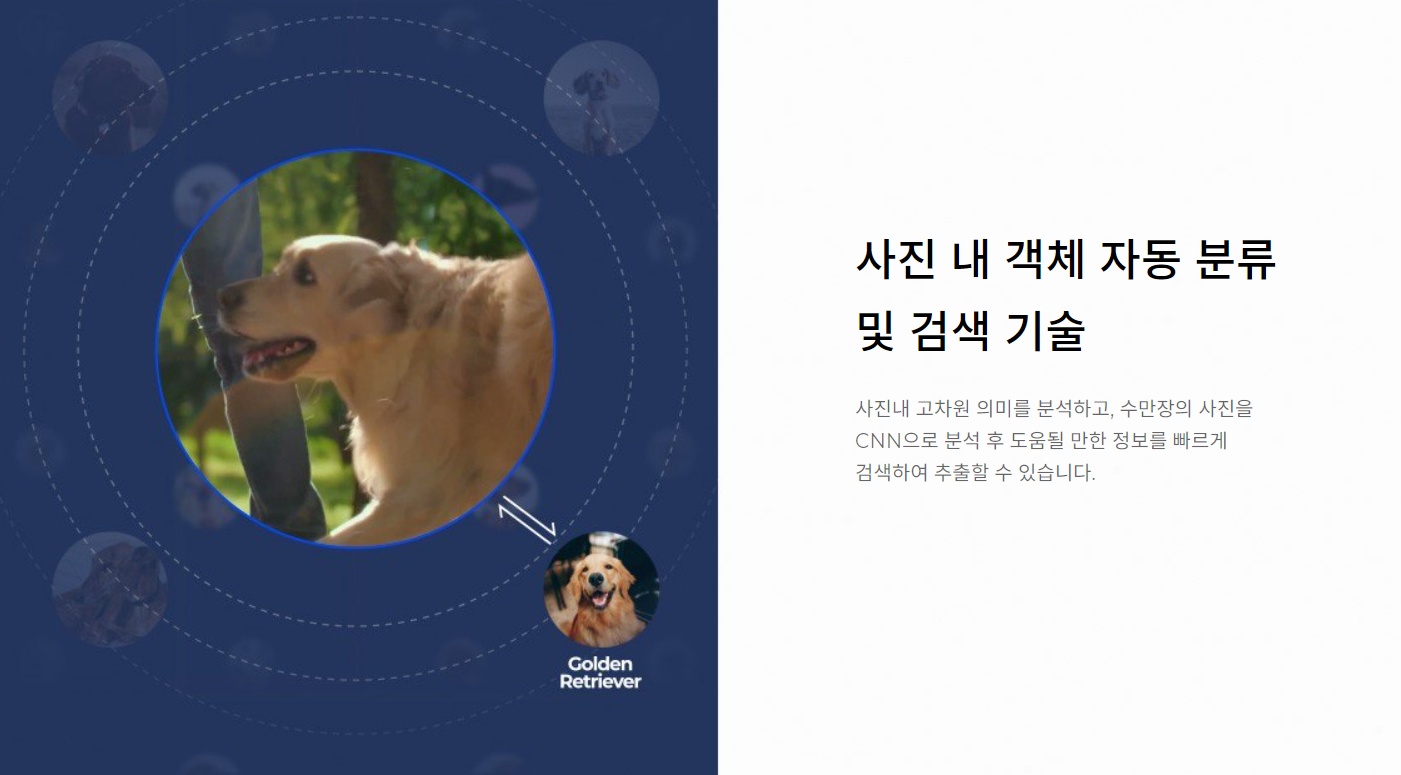 사진 내 객체 자동 분류
및 검색 기술
사진내 고차원 의미를 분석하고, 수만장의 사진을
CNN으로 분석 후 도움될 만한 정보를 빠르게
검색하여 추출할 수 있습니다.
Golden
Retriever